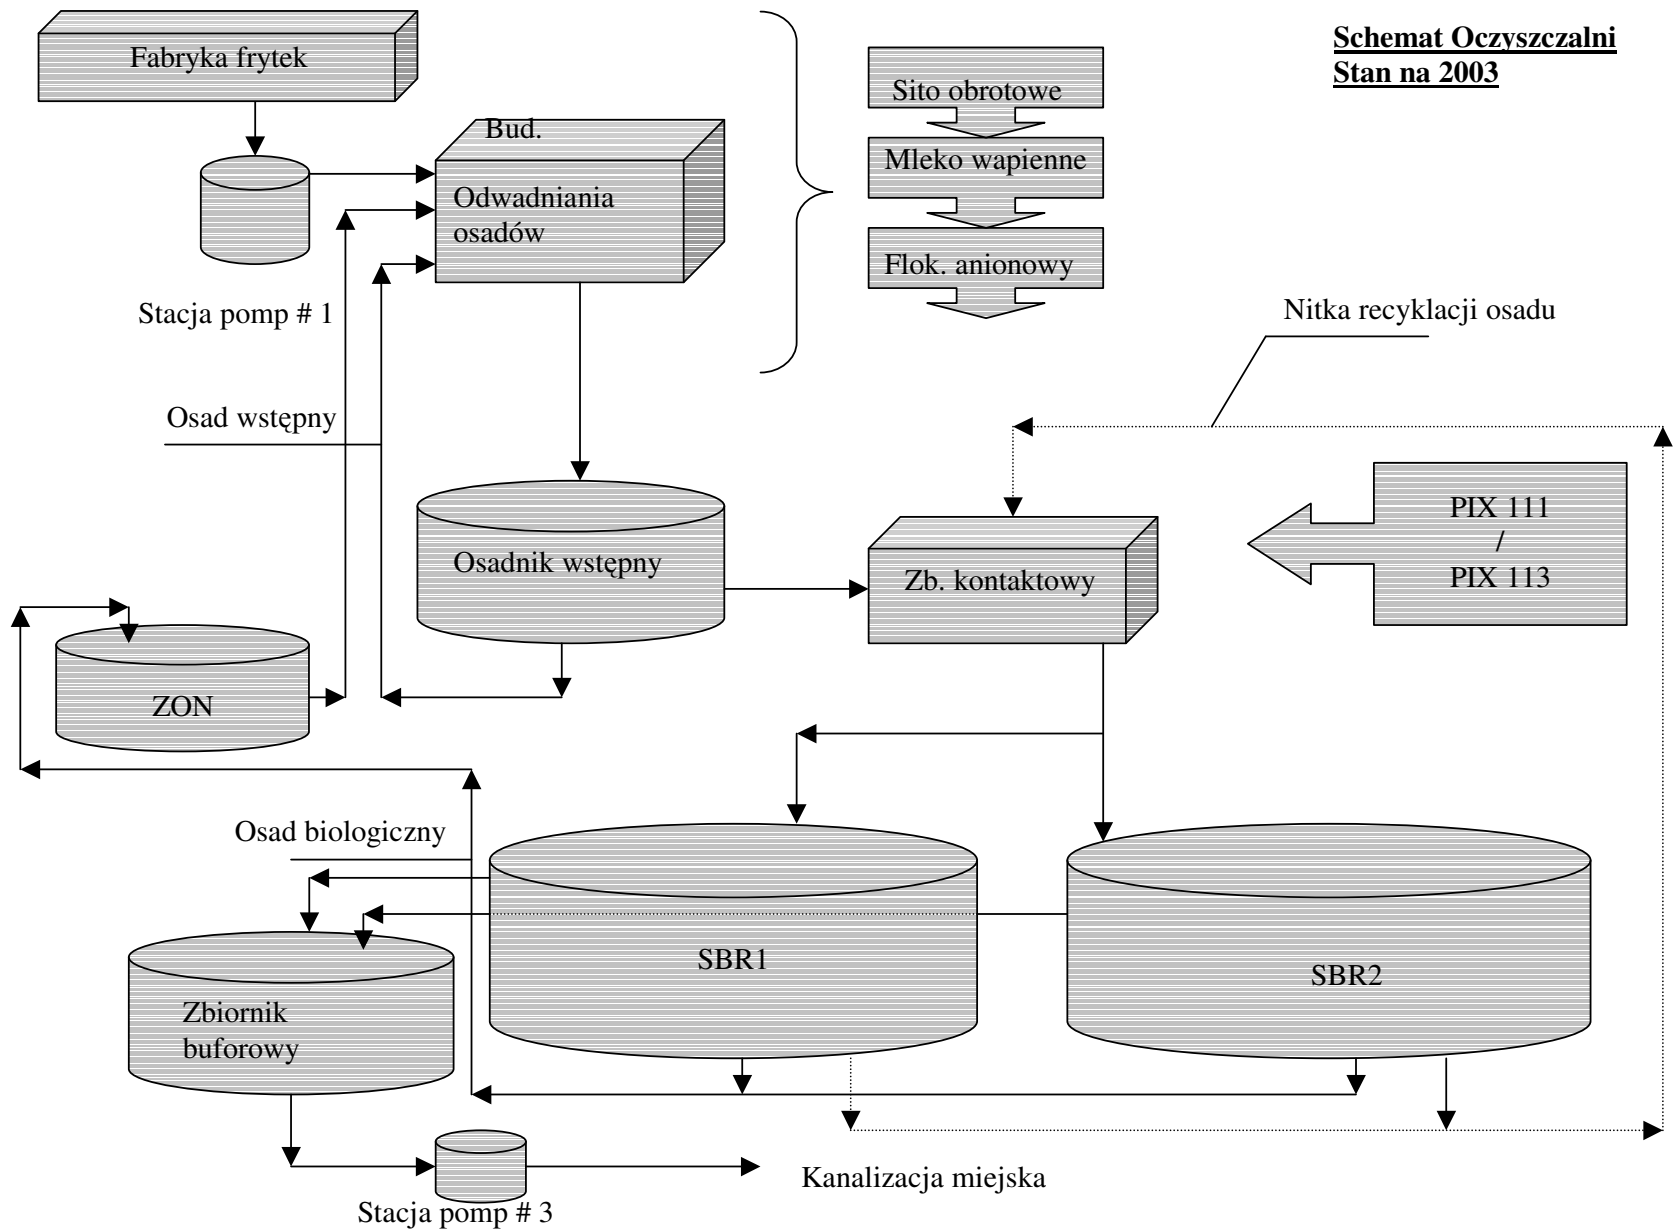 Schemat Oczyszczalni
Stan na 2003
Fabryka frytek
Sito obrotowe
Bud.
Odwadniania
osadów
Mleko wapienne
Flok. anionowy
Stacja pomp # 1
Nitka recyklacji osadu
Osad wstępny
PIX 111
/
PIX 113
Osadnik wstępny
Zb. kontaktowy
ZON
Osad biologiczny
SBR1
SBR2
Zbiornik
buforowy
Kanalizacja miejska
Stacja pomp # 3